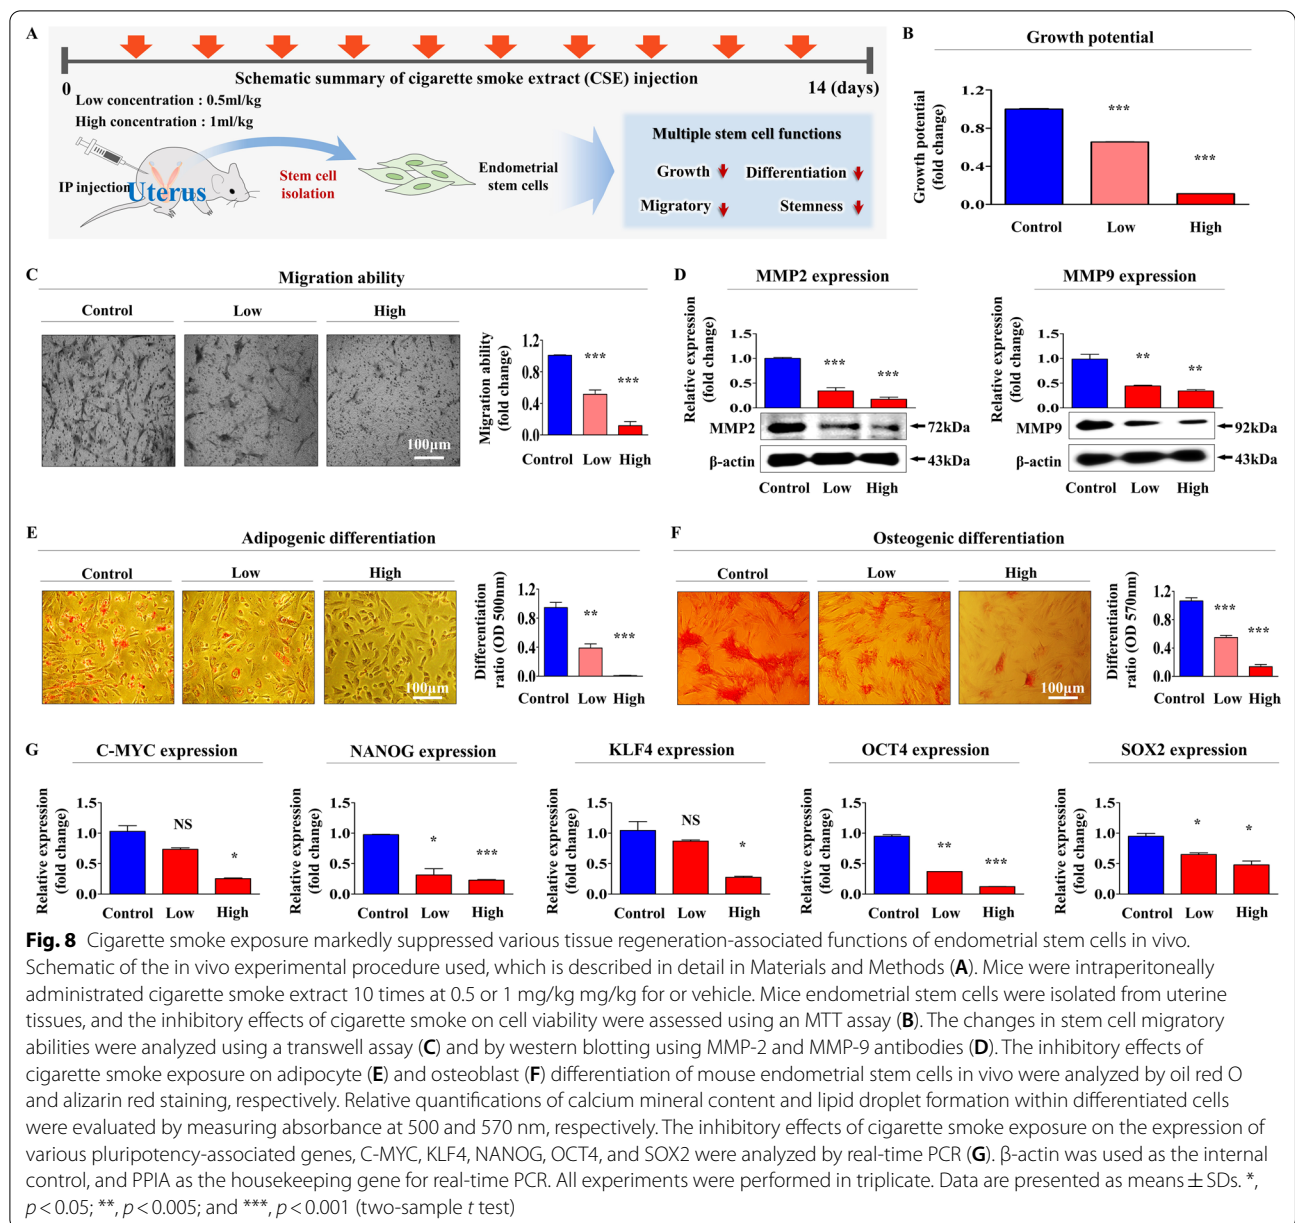 A
Schematic summary of cigarette smoke extract (CSE) injection
0
14 (days)
Low concentration : 0.5ml/kg
High concentration : 1ml/kg
IP injection
Uterus
Stem cell
isolation
Endometrial
stem cells
Multiple stem cell functions
Growth
Differentiation
Migratory
Stemness
B
Growth potential
Growth potential
(fold change)
1.2
0.8
0.4
0.0
***
***
Control Low High
C
Migration ability
Control Low High
100μm
Migration ability
(fold change)
1.2
0.8
0.4
0.0
***
***
Control Low High
D
MMP2 expression
Relative expression
(fold change)
1.5
1.0
0.5
0.0
***
***
MMP2
72kDa
β-actin
43kDa
Control Low High
MMP9 expression
Relative expression
(fold change)
1.5
1.0
0.5
0.0
**
**
MMP9
92kDa
β-actin
43kDa
Control Low High
E
Adipogenic differentiation
Control Low High
100μm
Differentiation
ratio (OD 500nm)
1.2
0.8
0.4
0.0
**
***
Control Low High
F
Osteogenic differentiation
Control Low High
100μm
Differentiation
ratio (OD 570nm)
1.2
0.8
0.4
0.0
***
***
Control Low High
G
C-MYC expression
Relative expression
(fold change)
1.5
1.0
0.5
0.0
NS
*
Control Low High
NANOG expression
Relative expression
(fold change)
1.5
1.0
0.5
0.0
*
***
Control Low High
KLF4 expression
Relative expression
(fold change)
1.5
1.0
0.5
0.0
NS
*
Control Low High
OCT4 expression
Relative expression
(fold change)
1.5
1.0
0.5
0.0
**
***
Control Low High
SOX2 expression
Relative expression
(fold change)
1.5
1.0
0.5
0.0
*
*
Control Low High
Fig. 8 Cigarette smoke exposure markedly suppressed various tissue regeneration-associated functions of endometrial stem cells in vivo.
Schematic of the in vivo experimental procedure used, which is described in detail in Materials and Methods (A). Mice were intraperitoneally
administrated cigarette smoke extract 10 times at 0.5 or 1 mg/kg mg/kg for or vehicle. Mice endometrial stem cells were isolated from uterine
tissues, and the inhibitory effects of cigarette smoke on cell viability were assessed using an MTT assay (B). The changes in stem cell migratory
abilities were analyzed using a transwell assay (C) and by western blotting using MMP-2 and MMP-9 antibodies (D). The inhibitory effects of
cigarette smoke exposure on adipocyte (E) and osteoblast (F) differentiation of mouse endometrial stem cells in vivo were analyzed by oil red O
and alizarin red staining, respectively. Relative quantifications of calcium mineral content and lipid droplet formation within differentiated cells
were evaluated by measuring absorbance at 500 and 570 nm, respectively. The inhibitory effects of cigarette smoke exposure on the expression of
various pluripotency-associated genes, C-MYC, KLF4, NANOG, OCT4, and SOX2 were analyzed by real-time PCR (G). β-actin was used as the internal
control, and PPIA as the housekeeping gene for real-time PCR. All experiments were performed in triplicate. Data are presented as means ± SDs. *,
p < 0.05; **, p < 0.005; and ***, p < 0.001 (two-sample t test)